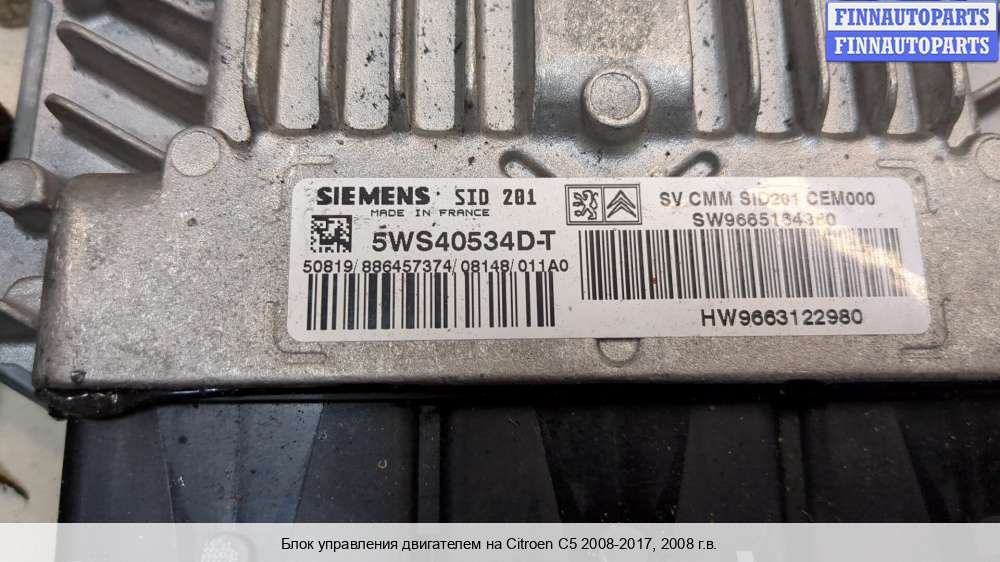 FINNAUTOPARTS
FINNAUTOPARTS
SIEMENS SID 201
MADE IN FRANCE
5WS40534D-T
50819/886457374/08148/011A0
SV CMM SID201 CEM000
HW9663122980
Блок управления двигателем на Citroen C5 2008-2017, 2008 г.в.